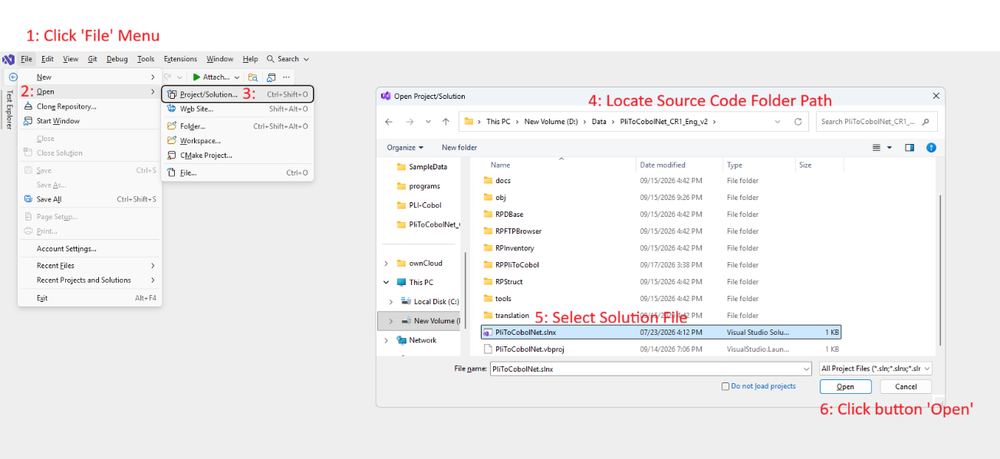 1: Click 'File' Menu
File Edit View Git Debug Tools Extensions Window Help Search
Attach...
Test Explorer
New
2: Open
Clone Repository...
Start Window
Close
Close Solution
Save Ctrl+S
Save As...
Save All Ctrl+Shift+S
Page Setup...
Print...
Account Settings...
Recent Files
Recent Projects and Solutions
Exit Alt+F4
Project/Solution... 3: Ctrl+Shift+O
Web Site... Shift+Alt+O
Folder... Ctrl+Shift+Alt+O
Workspace...
CMake Project...
File... Ctrl+O
Open Project/Solution
4: Locate Source Code Folder Path
This PC > New Volume (D:) > Data > PliToCobolNet_CR1_Eng_v2 >
Search PliToCobolNet_CR1_...
Organize New folder
SampleData
programs
PLI-Cobol
PliToCobolNet_
ownCloud
This PC
Local Disk (C:)
New Volume (
Network
Name Date modified Type Size
docs 09/15/2026 4:42 PM File folder
obj 09/15/2026 9:26 PM File folder
RPDBase 09/15/2026 4:42 PM File folder
RPFTPBrowser 09/15/2026 4:42 PM File folder
RPInventory 09/15/2026 4:42 PM File folder
RPPliToCobol 09/17/2026 3:38 PM File folder
RPStruct 09/15/2026 4:42 PM File folder
tools 09/15/2026 4:42 PM File folder
translation 09/15/2026 4:42 PM File folder
5: Select Solution File
PliToCobolNet.slnx 07/23/2026 4:12 PM Visual Studio Solu... 1 KB
PliToCobolNet.vbproj 09/14/2026 7:06 PM VisualStudio.Laun... 1 KB
File name: PliToCobolNet.slnx All Project Files (*.sln;*.slnx;*.slr
Do not load projects Open Cancel
6: Click button 'Open'